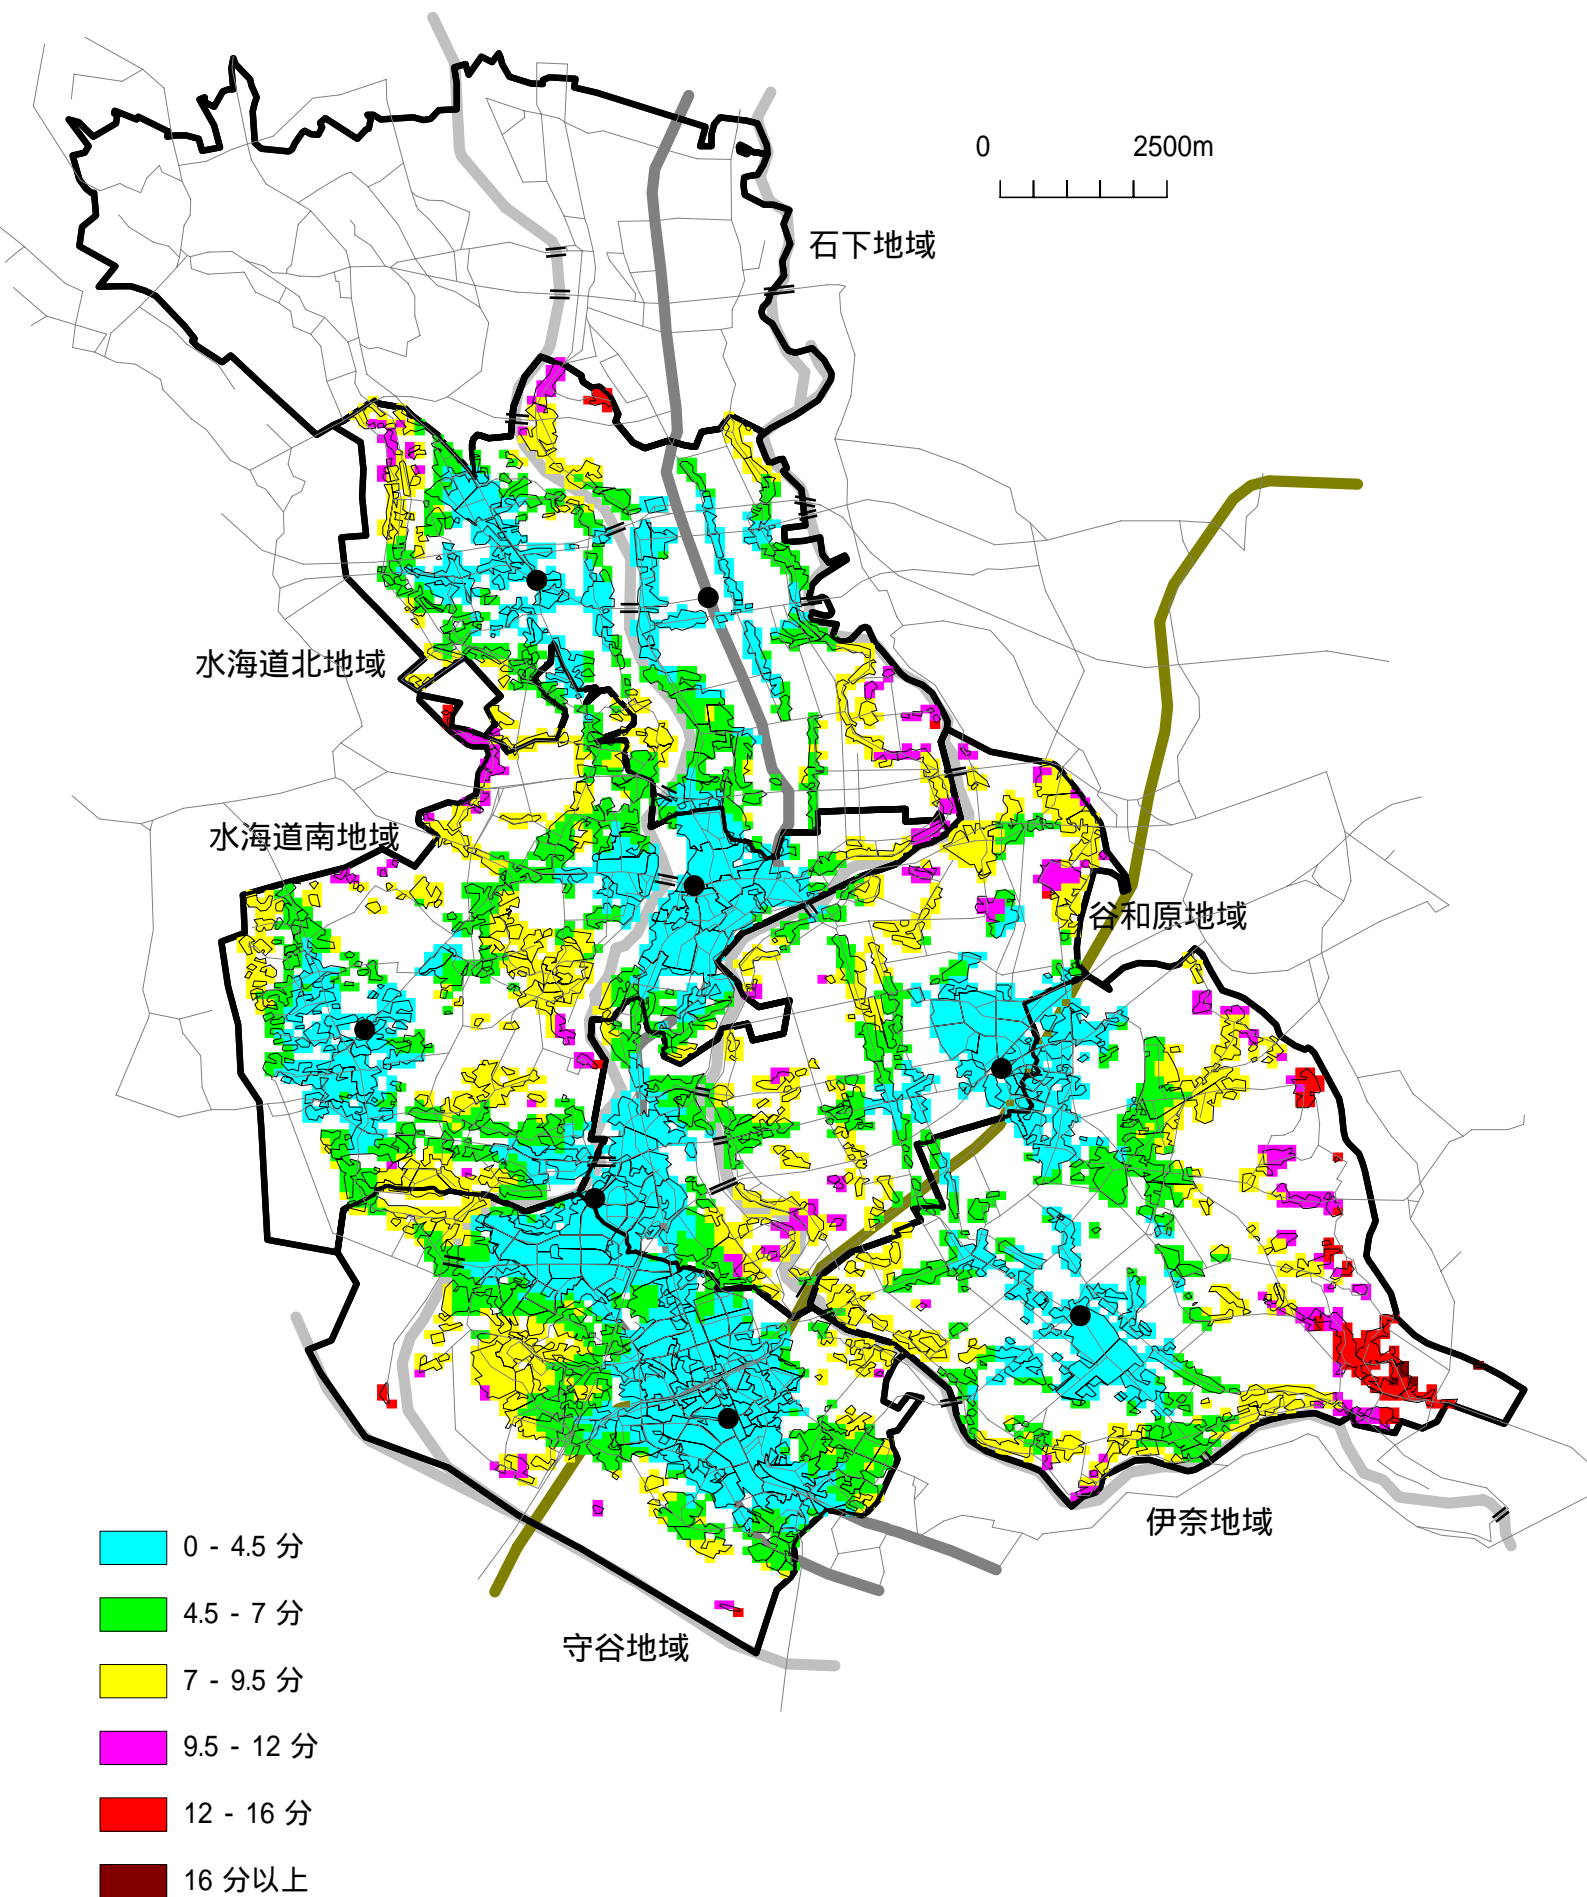 0 2500m
石下地域
水海道北地域
水海道南地域
谷和原地域
伊奈地域
守谷地域
0 - 4.5 分
4.5 - 7 分
7 - 9.5 分
9.5 - 12 分
12 - 16 分
16 分以上